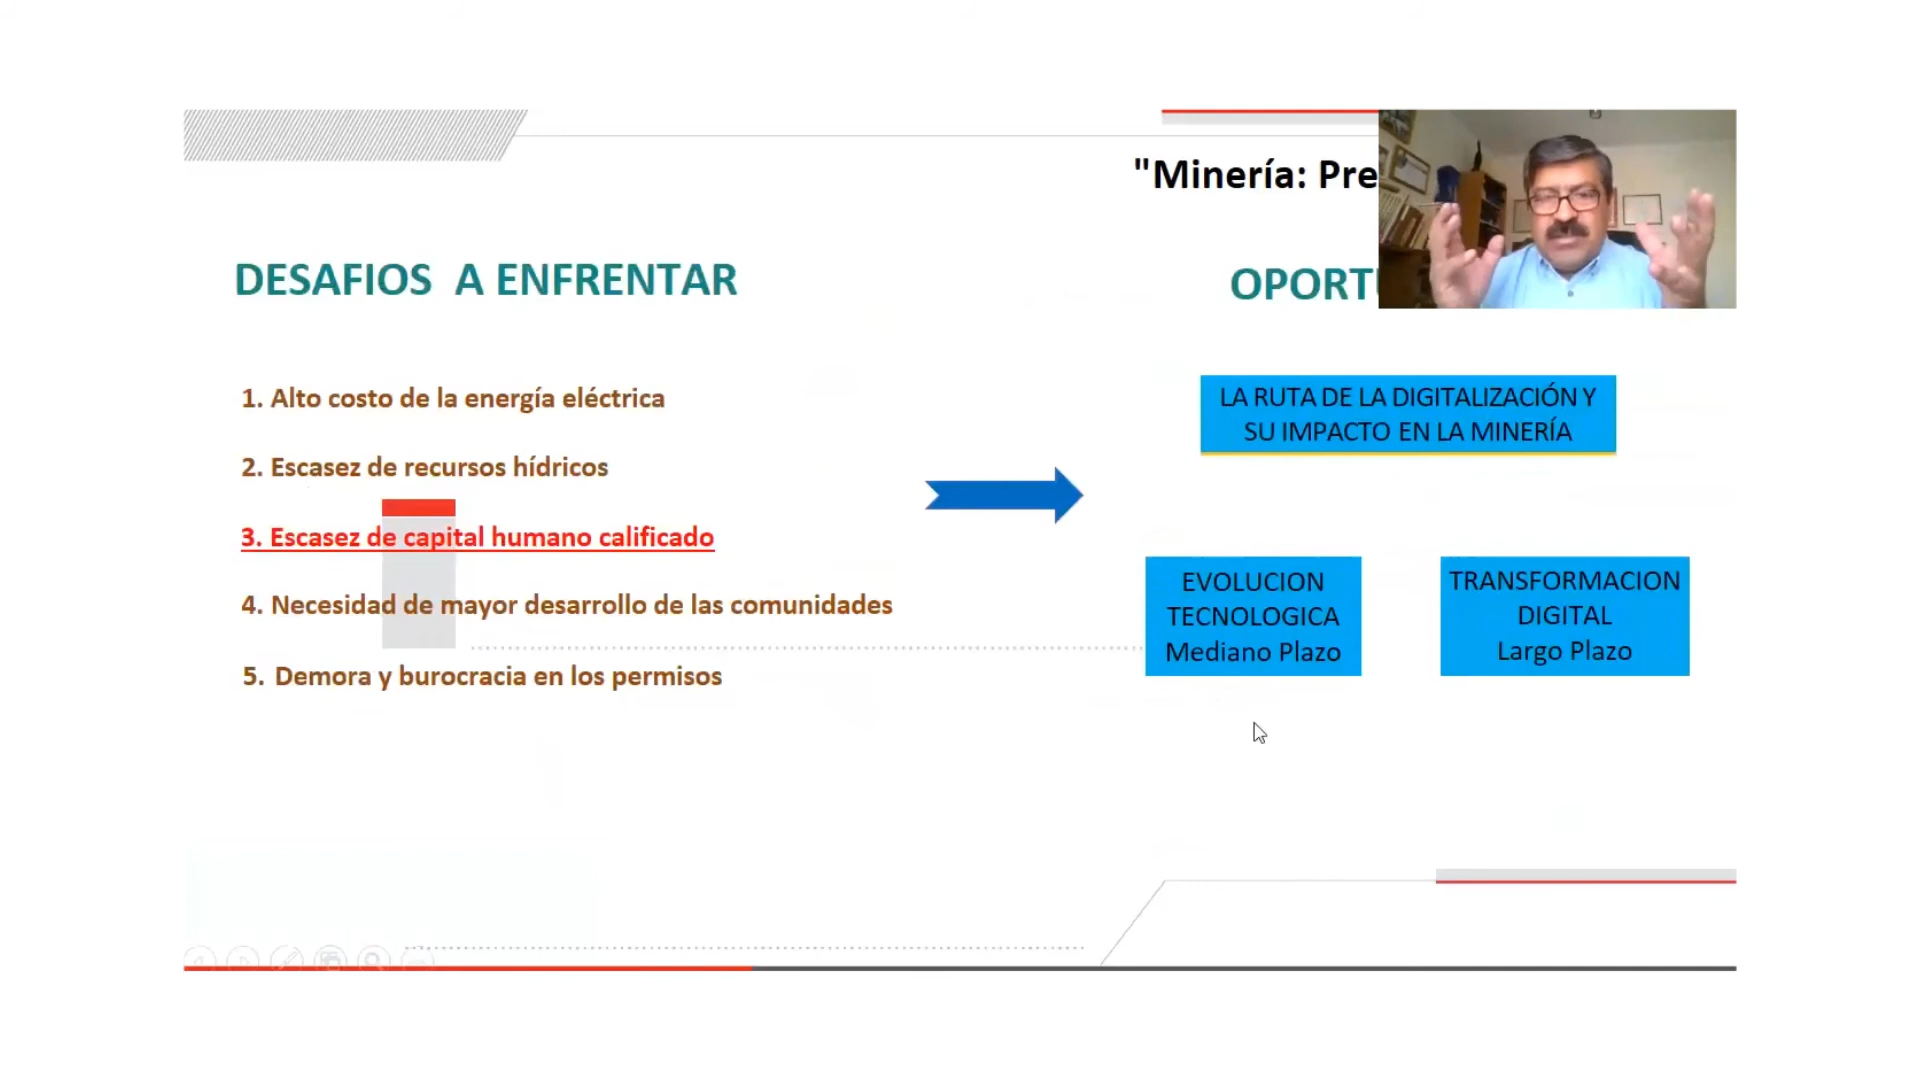 "Minería: Pre
DESAFIOS A ENFRENTAR
1. Alto costo de la energía eléctrica
2. Escasez de recursos hídricos
3. Escasez de capital humano calificado
4. Necesidad de mayor desarrollo de las comunidades
5. Demora y burocracia en los permisos
OPORTU
LA RUTA DE LA DIGITALIZACIÓN Y
SU IMPACTO EN LA MINERÍA
EVOLUCION
TECNOLOGICA
Mediano Plazo
TRANSFORMACION
DIGITAL
Largo Plazo